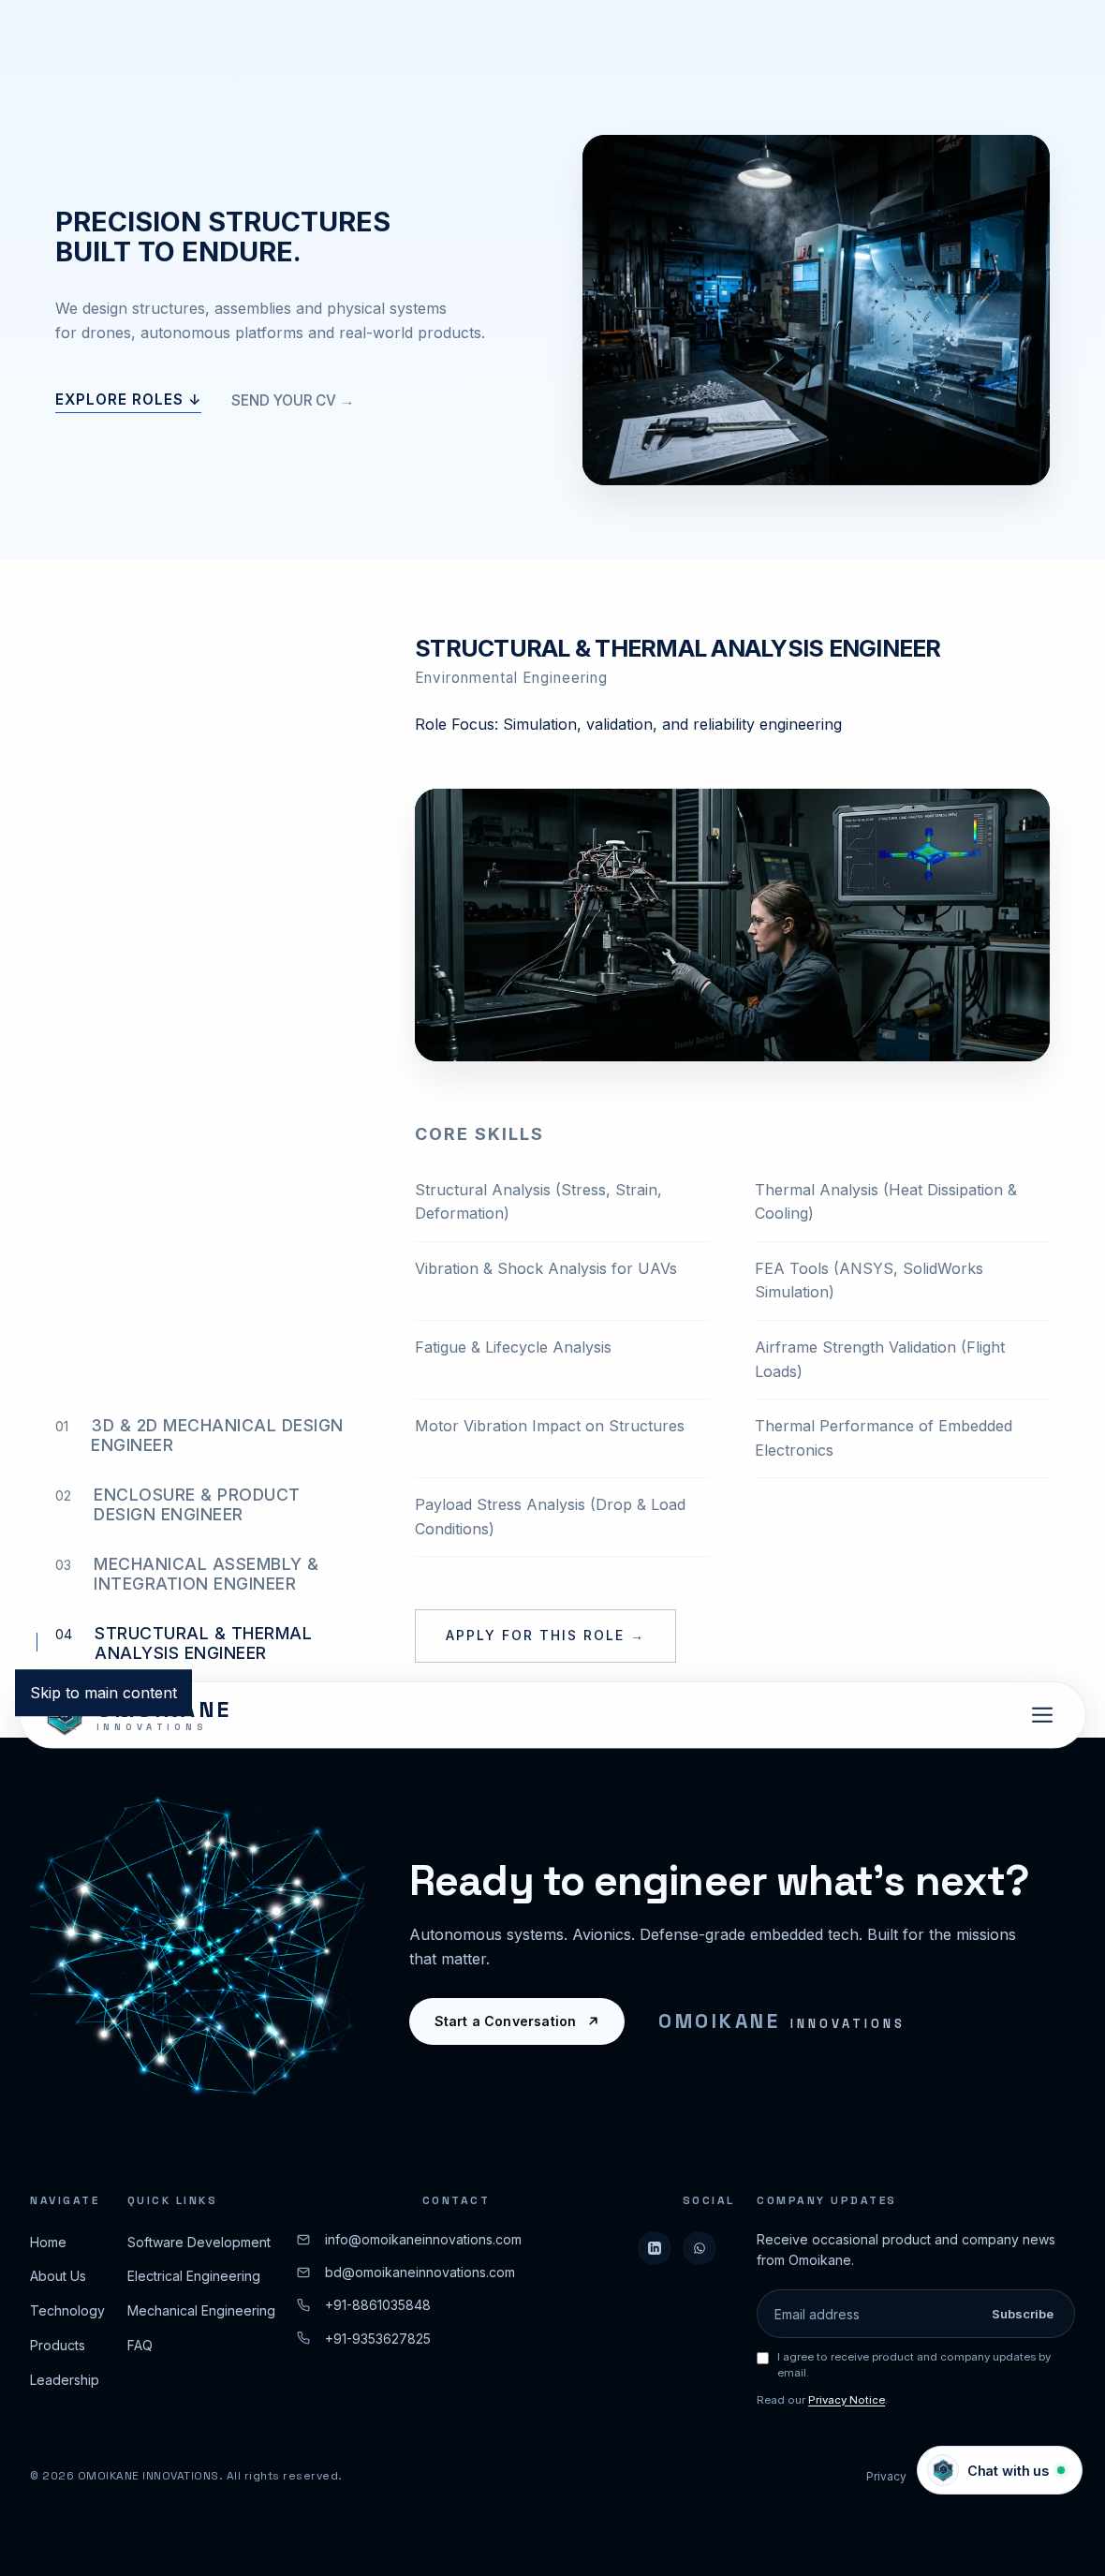 PRECISION STRUCTURES
BUILT TO ENDURE.
We design structures, assemblies and physical systems
for drones, autonomous platforms and real-world products.
EXPLORE ROLES ↓
SEND YOUR CV →
STRUCTURAL & THERMAL ANALYSIS ENGINEER
Environmental Engineering
Role Focus: Simulation, validation, and reliability engineering
CORE SKILLS
Structural Analysis (Stress, Strain,
Deformation)
Thermal Analysis (Heat Dissipation &
Cooling)
Vibration & Shock Analysis for UAVs
FEA Tools (ANSYS, SolidWorks
Simulation)
Fatigue & Lifecycle Analysis
Airframe Strength Validation (Flight
Loads)
Motor Vibration Impact on Structures
Thermal Performance of Embedded
Electronics
Payload Stress Analysis (Drop & Load
Conditions)
01 3D & 2D MECHANICAL DESIGN
ENGINEER
02 ENCLOSURE & PRODUCT
DESIGN ENGINEER
03 MECHANICAL ASSEMBLY &
INTEGRATION ENGINEER
04 STRUCTURAL & THERMAL
ANALYSIS ENGINEER
APPLY FOR THIS ROLE →
Skip to main content
INNOVATIONS
Ready to engineer what's next?
Autonomous systems. Avionics. Defense-grade embedded tech. Built for the missions
that matter.
Start a Conversation ↗
OMOIKANE INNOVATIONS
NAVIGATE
Home
About Us
Technology
Products
Leadership
QUICK LINKS
Software Development
Electrical Engineering
Mechanical Engineering
FAQ
CONTACT
info@omoikaneinnovations.com
bd@omoikaneinnovations.com
+91-8861035848
+91-9353627825
SOCIAL
COMPANY UPDATES
Receive occasional product and company news
from Omoikane.
Email address
Subscribe
I agree to receive product and company updates by
email.
Read our Privacy Notice.
© 2026 OMOIKANE INNOVATIONS. All rights reserved.
Privacy
Chat with us